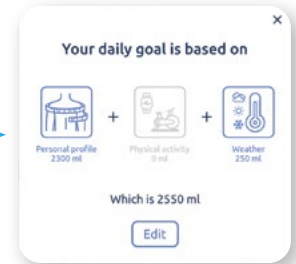 ×
Your daily goal is based on
+ +
Personal profile Physical activity Weather
2300 ml 0 ml 250 ml
Which is 2550 ml
Edit